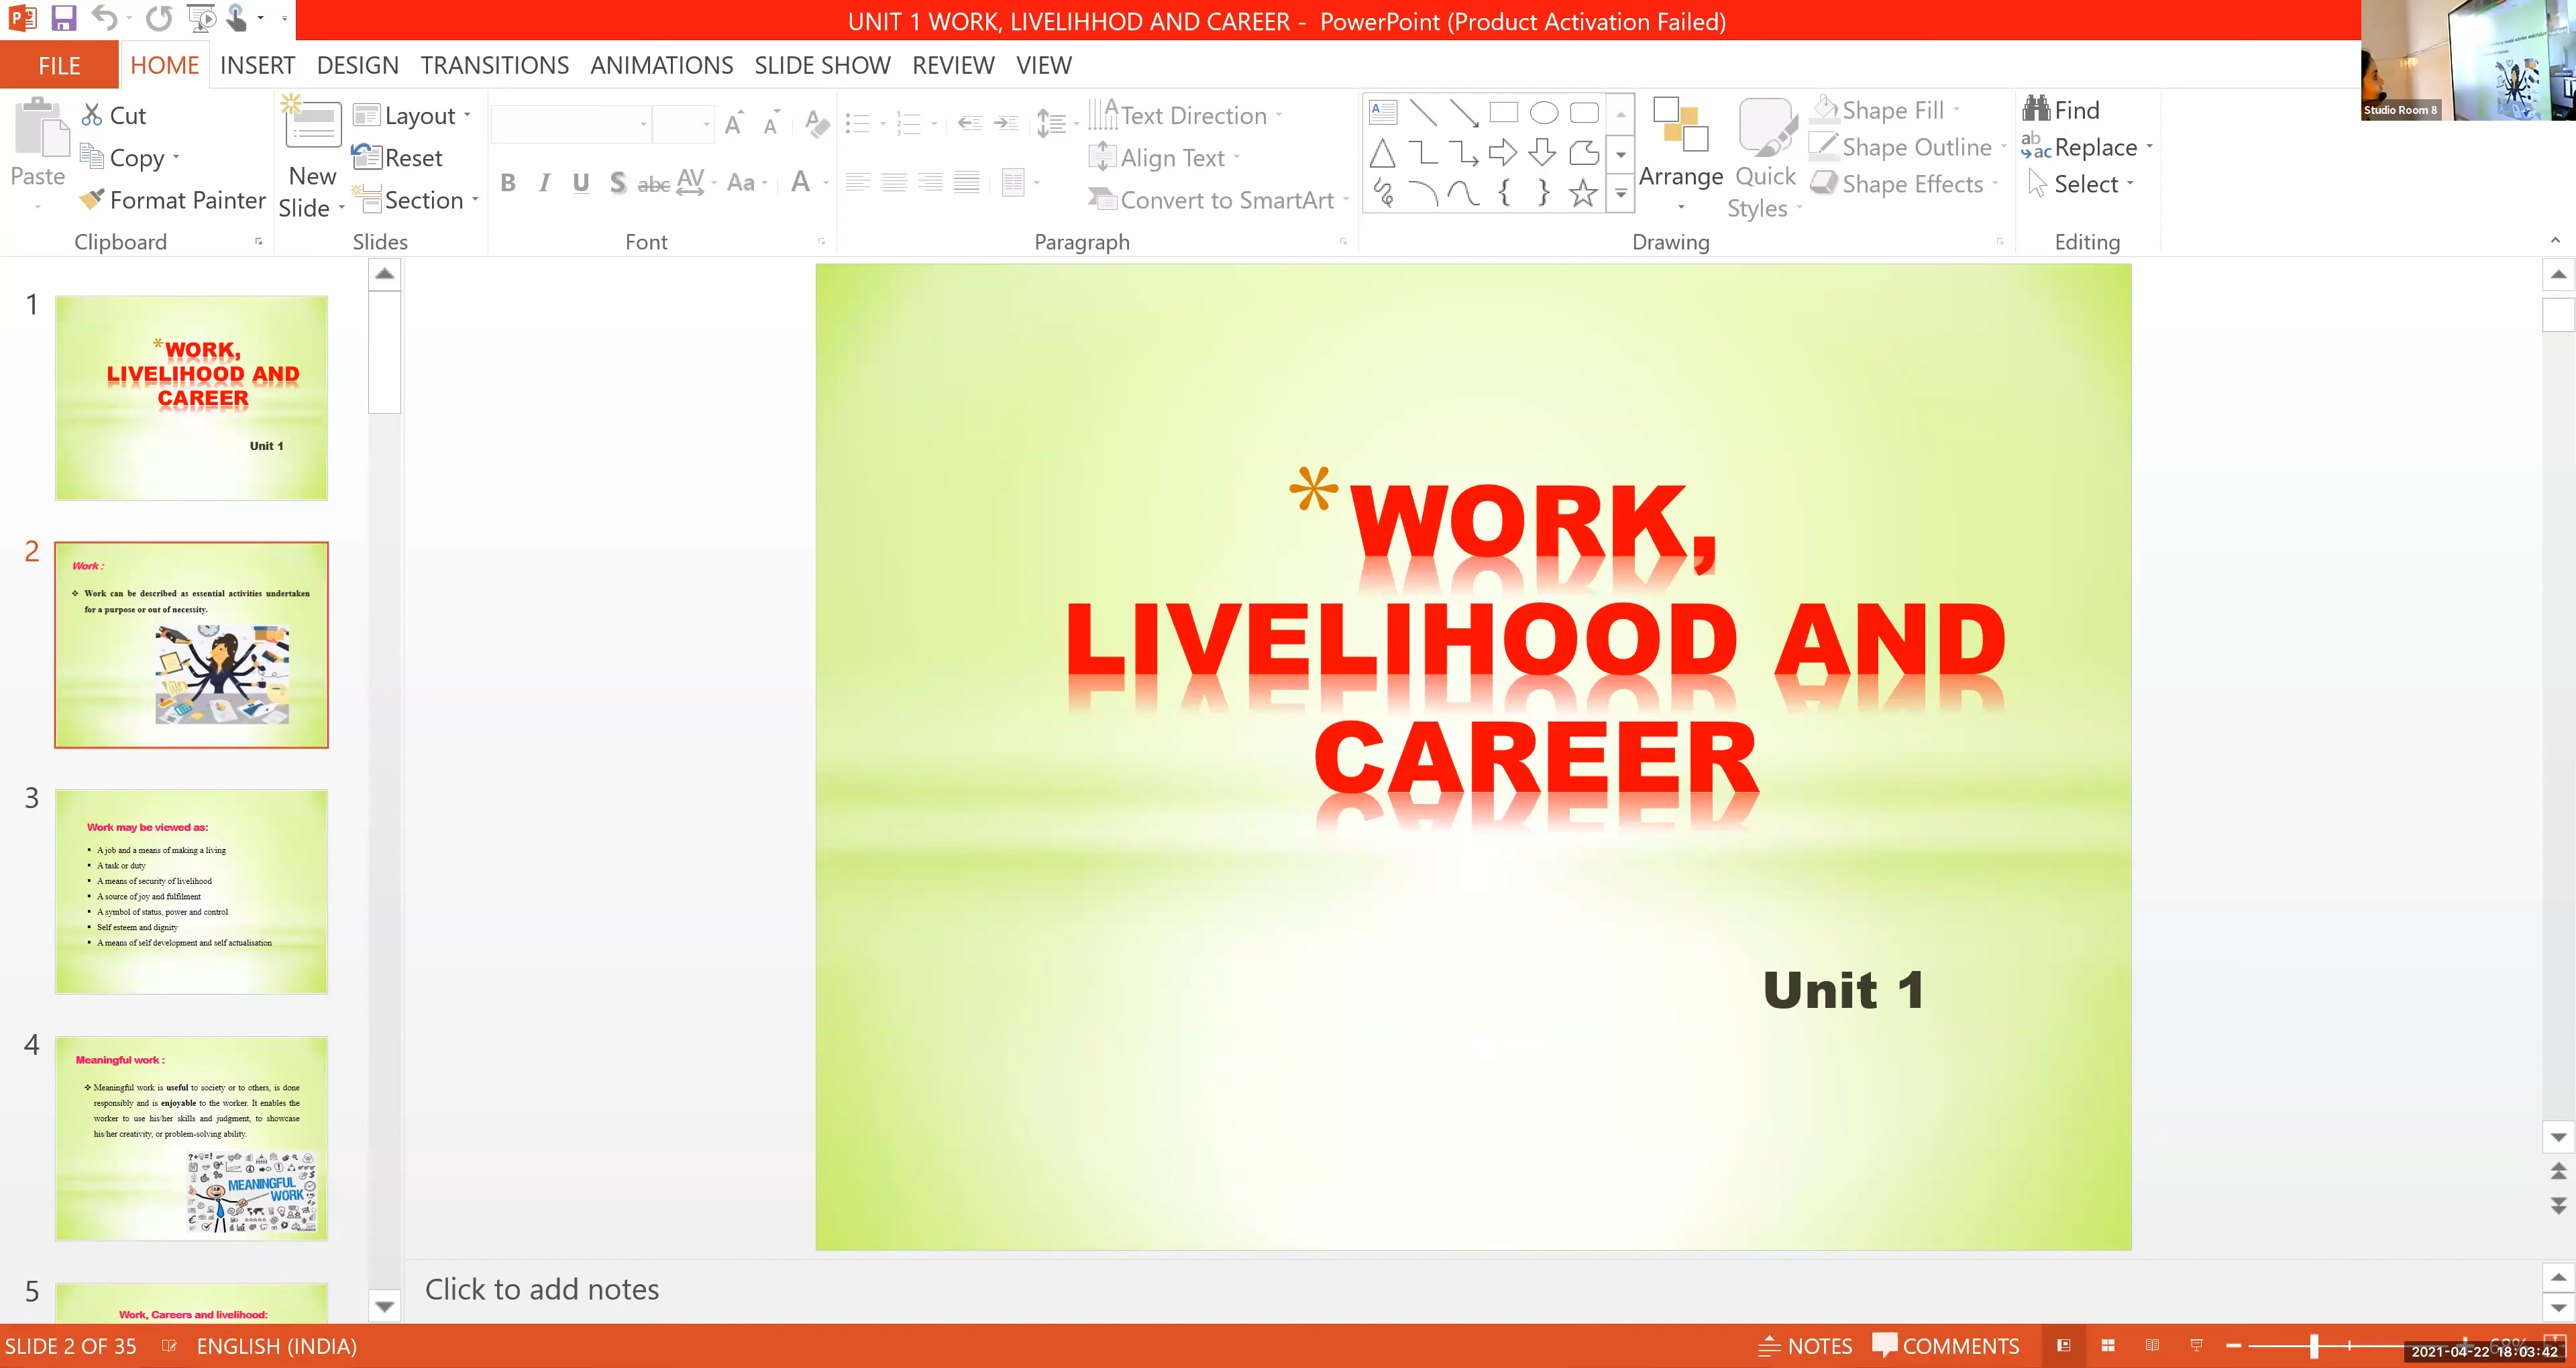 UNIT 1 WORK, LIVELIHHOD AND CAREER - PowerPoint (Product Activation Failed)
FILE HOME INSERT DESIGN TRANSITIONS ANIMATIONS SLIDE SHOW REVIEW VIEW
Paste
Cut
Copy
Format Painter
Clipboard
New
Slide
Layout
Reset
Section
Slides
Font
Text Direction
Align Text
Convert to SmartArt
Paragraph
Arrange
Quick
Styles
Shape Fill
Shape Outline
Shape Effects
Drawing
Find
Replace
Select
Editing
Studio Room 8
1
*WORK,
LIVELIHOOD AND
CAREER
Unit 1
2
Work :
Work can be described as essential activities undertaken
for a purpose or out of necessity.
3
Work may be viewed as:
A job and a means of making a living
A task or duty
A means of security of livelihood
A source of joy and fulfilment
A symbol of status, power and control
Self esteem and dignity
A means of self development and self actualisation
4
Meaningful work :
Meaningful work is useful to society or to others, is done
responsibly and is enjoyable to the worker. It enables the
worker to use his/her skills and judgment, to showcase
his/her creativity, or problem-solving ability.
MEANINGFUL
WORK
5
Work, Careers and livelihood:
*WORK,
LIVELIHOOD AND
CAREER
Unit 1
Click to add notes
SLIDE 2 OF 35 ENGLISH (INDIA) NOTES COMMENTS
2021-04-22 18:03:42